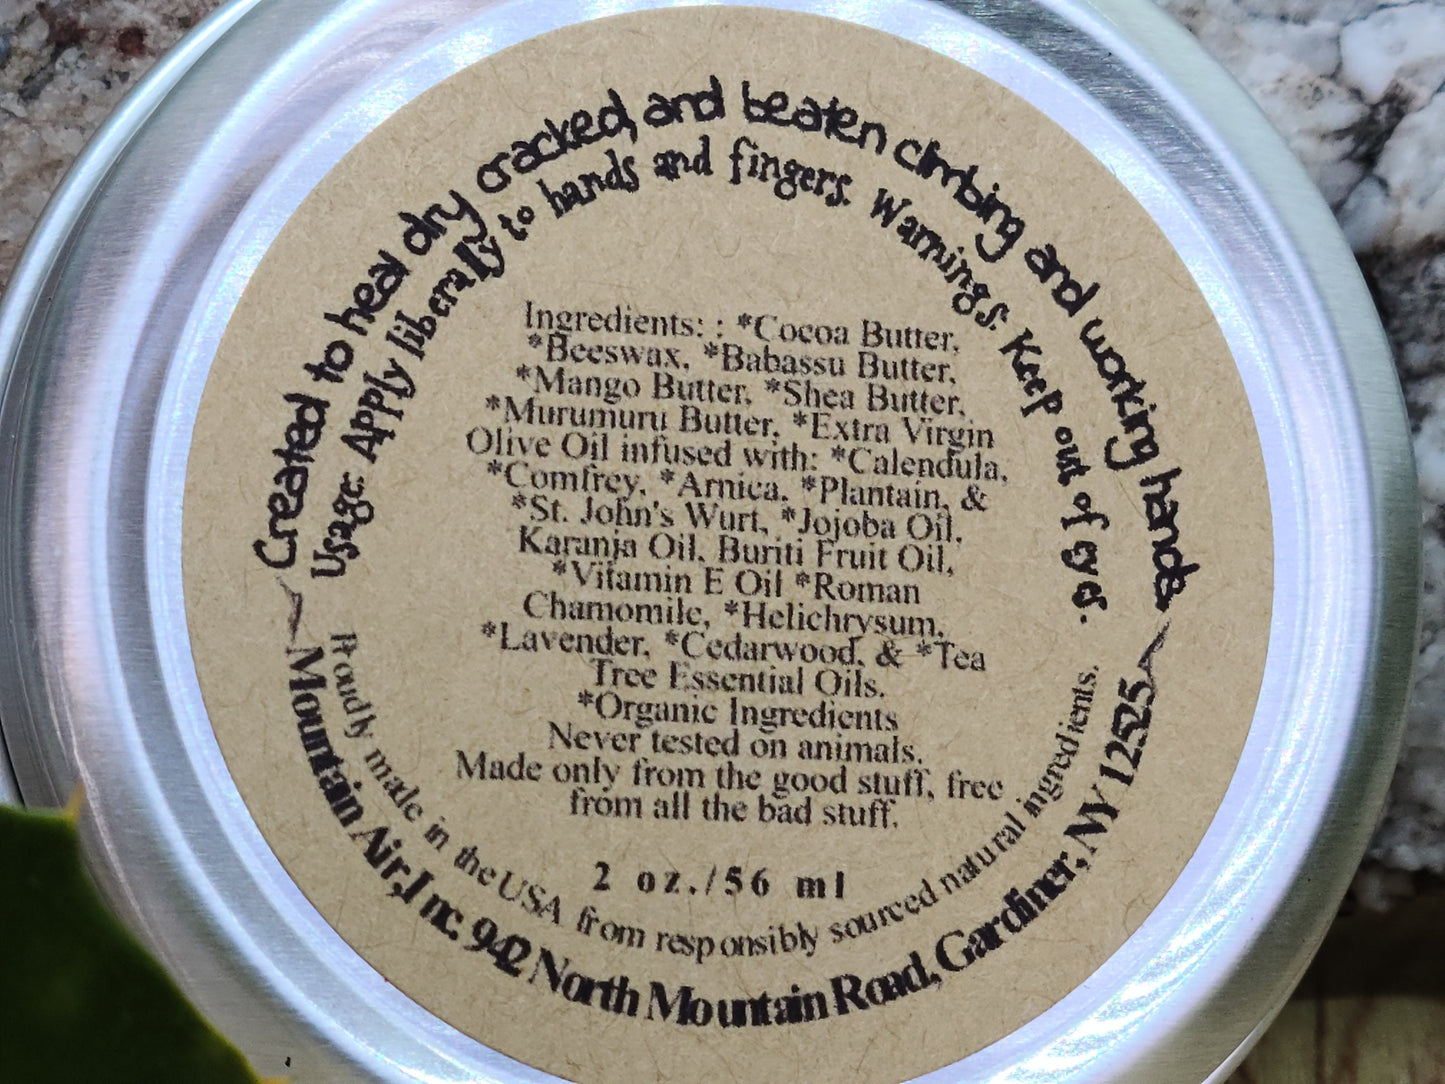 Created to heal dry cracked, and beaten climbing and working hands.
Usage: Apply liberally to hands and fingers. Warnings: Keep out of eyes.
Ingredients: : *Cocoa Butter,
*Beeswax, *Babassu Butter,
*Mango Butter, *Shea Butter,
*Murumuru Butter, *Extra Virgin
Olive Oil infused with: *Calendula,
*Comfrey, *Arnica, *Plantain, &
*St. John's Wurt, *Jojoba Oil,
Karanja Oil, Buriti Fruit Oil,
*Vitamin E Oil *Roman
Chamomile, *Helichrysum,
*Lavender, *Cedarwood, & *Tea
Tree Essential Oils.
*Organic Ingredients
Never tested on animals.
Made only from the good stuff, free
from all the bad stuff.
2 oz./56 ml
Proudly made in the USA from responsibly sourced natural ingredients.
Mountain Air, Inc. 942 North Mountain Road, Gardiner, NY 12525